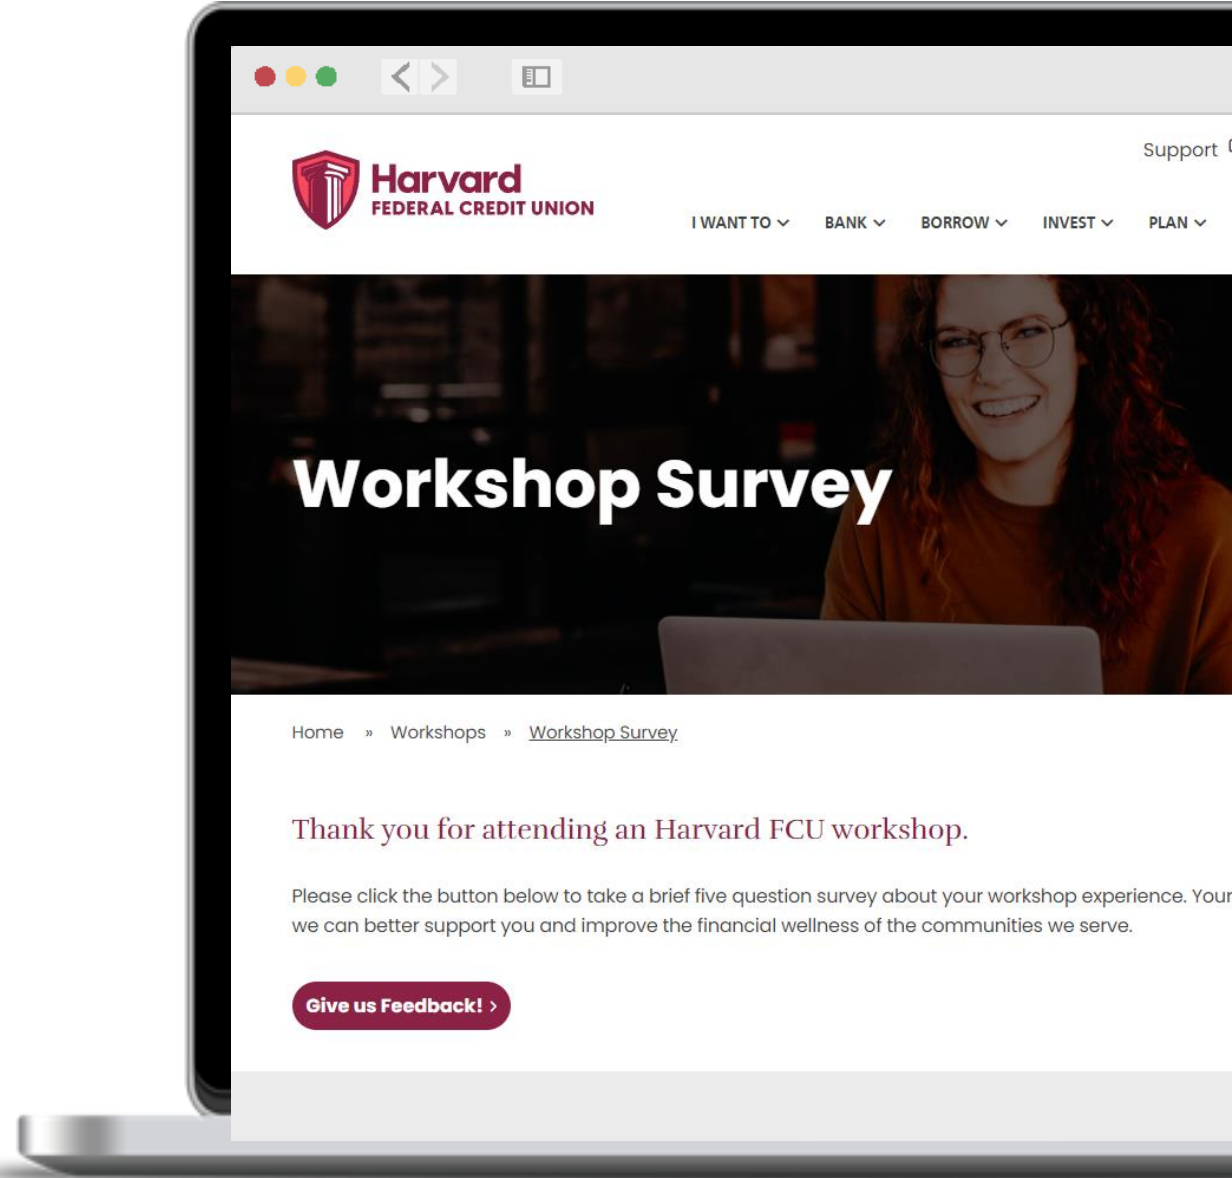 Support
Harvard
FEDERAL CREDIT UNION
I WANT TO BANK BORROW INVEST PLAN
Workshop Survey
Home » Workshops » Workshop Survey
Thank you for attending an Harvard FCU workshop.
Please click the button below to take a brief five question survey about your workshop experience. Your
we can better support you and improve the financial wellness of the communities we serve.
Give us Feedback! >